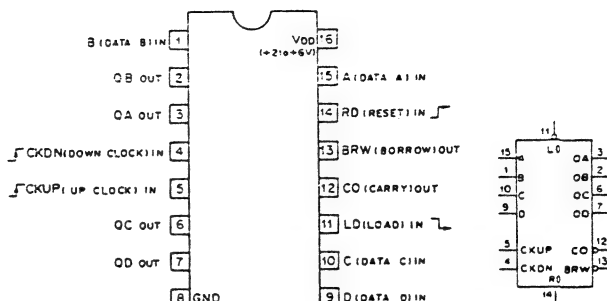 B(DATA B)IN 1
QB OUT 2
QA OUT 3
CKDN(DOWN CLOCK)IN 4
CKUP(UP CLOCK) IN 5
QC OUT 6
QD OUT 7
8 GND
VDD 16
(+2 to +6V)
15 A(DATA A) IN
14 RD(RESET)IN
13 BRW(BORROW)OUT
12 CO(CARRY)OUT
11 LD(LOAD) IN
10 C(DATA C)IN
9 D(DATA D)IN
11
LD
15 A QA 3
1 B QB 2
10 C QC 6
9 D QD 7
5 CKUP CO 12
4 CKDN BRW 13
RD
14